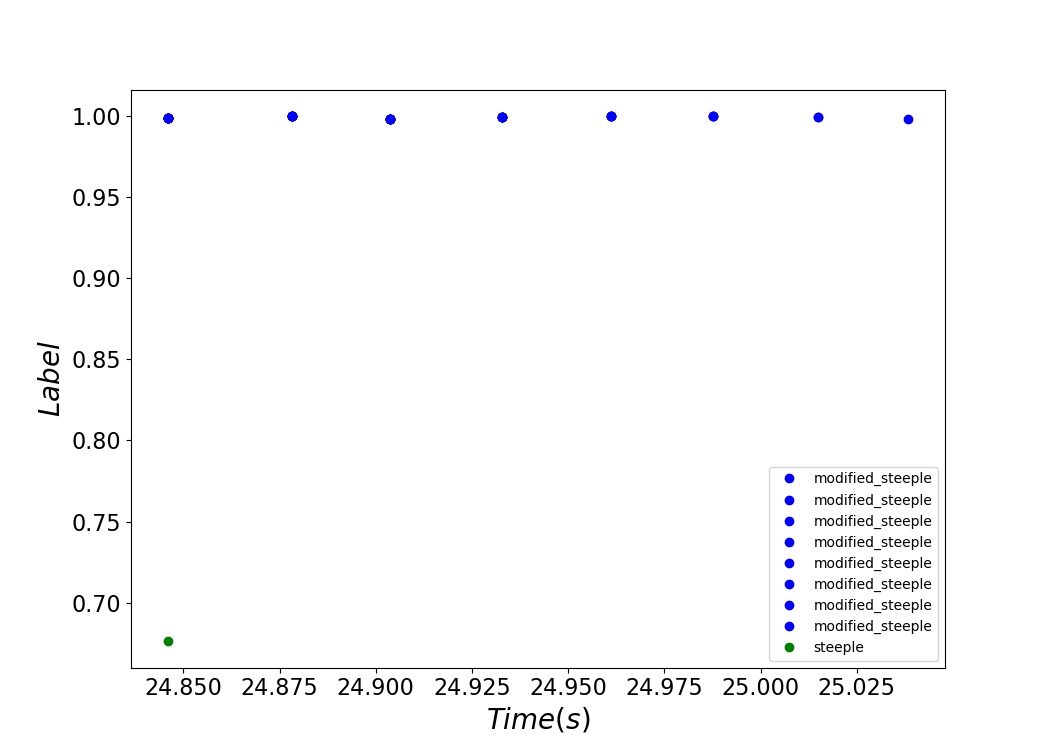 1.00
0.95
0.90
0.85
0.80
0.75
0.70
Label
modified_steeple
modified_steeple
modified_steeple
modified_steeple
modified_steeple
modified_steeple
modified_steeple
modified_steeple
steeple
24.850 24.875 24.900 24.925 24.950 24.975 25.000 25.025
Time(s)